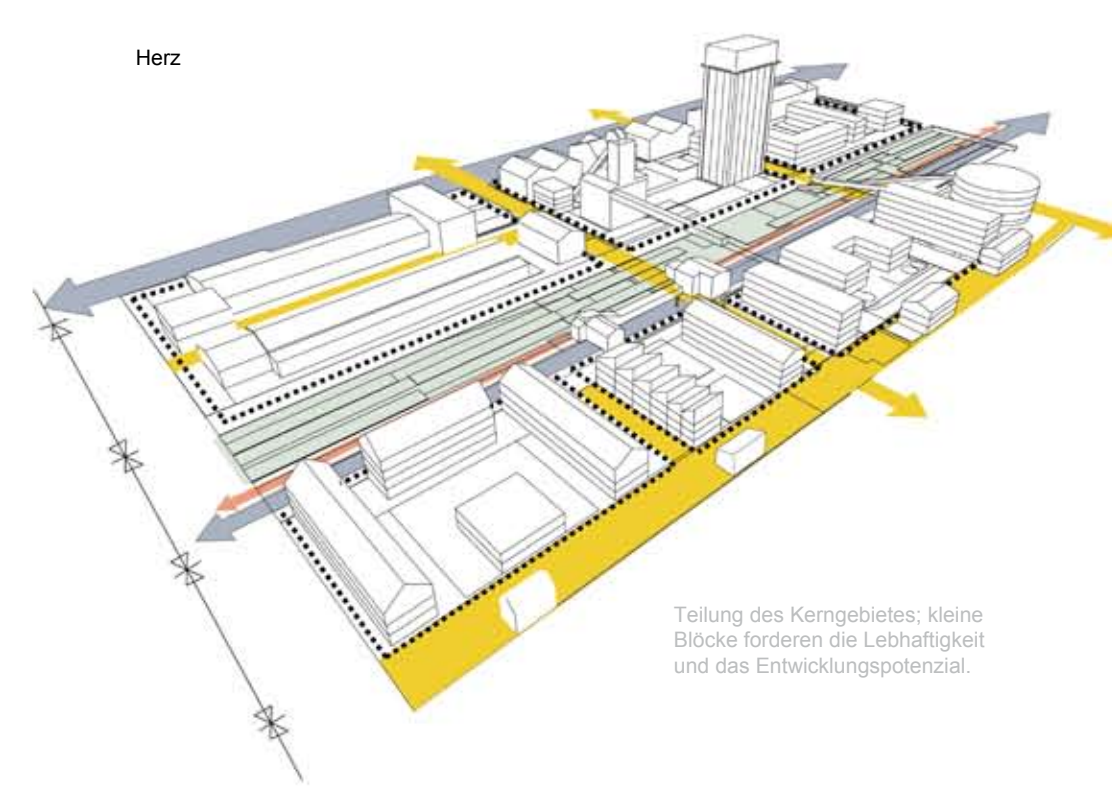 Herz
Teilung des Kerngebietes; kleine
Blöcke forderen die Lebhaftigkeit
und das Entwicklungspotenzial.